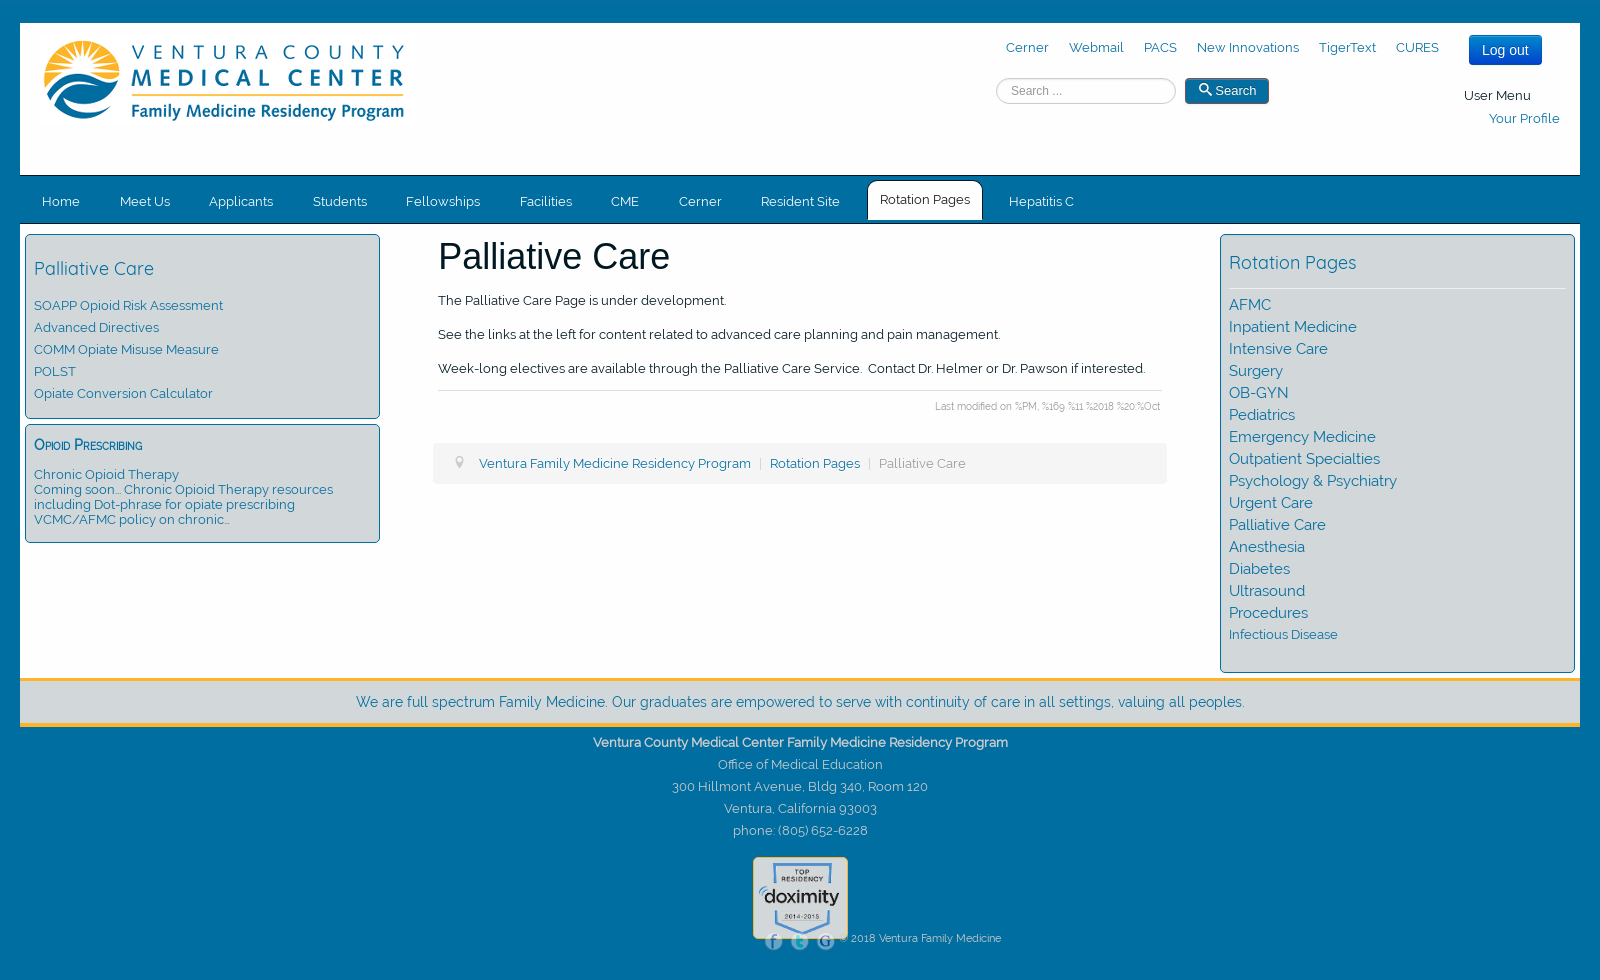 VENTURA COUNTY
MEDICAL CENTER
Family Medicine Residency Program
Cerner Webmail PACS New Innovations TigerText CURES
Log out
Search ...
Search
User Menu
Your Profile
Home Meet Us Applicants Students Fellowships Facilities CME Cerner Resident Site Rotation Pages Hepatitis C
Palliative Care
SOAPP Opioid Risk Assessment
Advanced Directives
COMM Opiate Misuse Measure
POLST
Opiate Conversion Calculator
Opioid Prescribing
Chronic Opioid Therapy
Coming soon... Chronic Opioid Therapy resources
including Dot-phrase for opiate prescribing
VCMC/AFMC policy on chronic...
Palliative Care
The Palliative Care Page is under development.
See the links at the left for content related to advanced care planning and pain management.
Week-long electives are available through the Palliative Care Service.  Contact Dr. Helmer or Dr. Pawson if interested.
Last modified on %PM, %169 %11 %2018 %20:%Oct
Ventura Family Medicine Residency Program | Rotation Pages | Palliative Care
Rotation Pages
AFMC
Inpatient Medicine
Intensive Care
Surgery
OB-GYN
Pediatrics
Emergency Medicine
Outpatient Specialties
Psychology & Psychiatry
Urgent Care
Palliative Care
Anesthesia
Diabetes
Ultrasound
Procedures
Infectious Disease
We are full spectrum Family Medicine. Our graduates are empowered to serve with continuity of care in all settings, valuing all peoples.
Ventura County Medical Center Family Medicine Residency Program
Office of Medical Education
300 Hillmont Avenue, Bldg 340, Room 120
Ventura, California 93003
phone: (805) 652-6228
TOP
RESIDENCY
doximity
2014-2015
f t G © 2018 Ventura Family Medicine